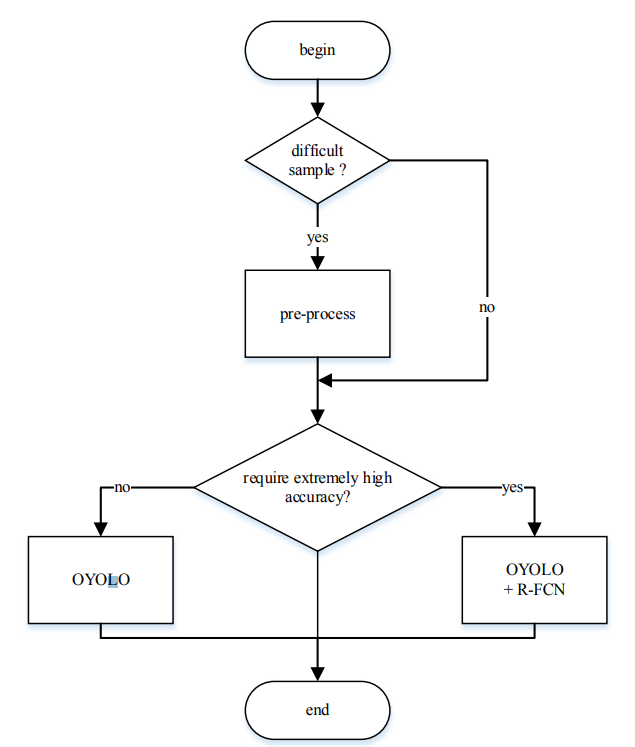 begin
difficult
sample ?
yes
pre-process
no
require extremely high
accuracy?
no
yes
OYOLO
OYOLO
+ R-FCN
end